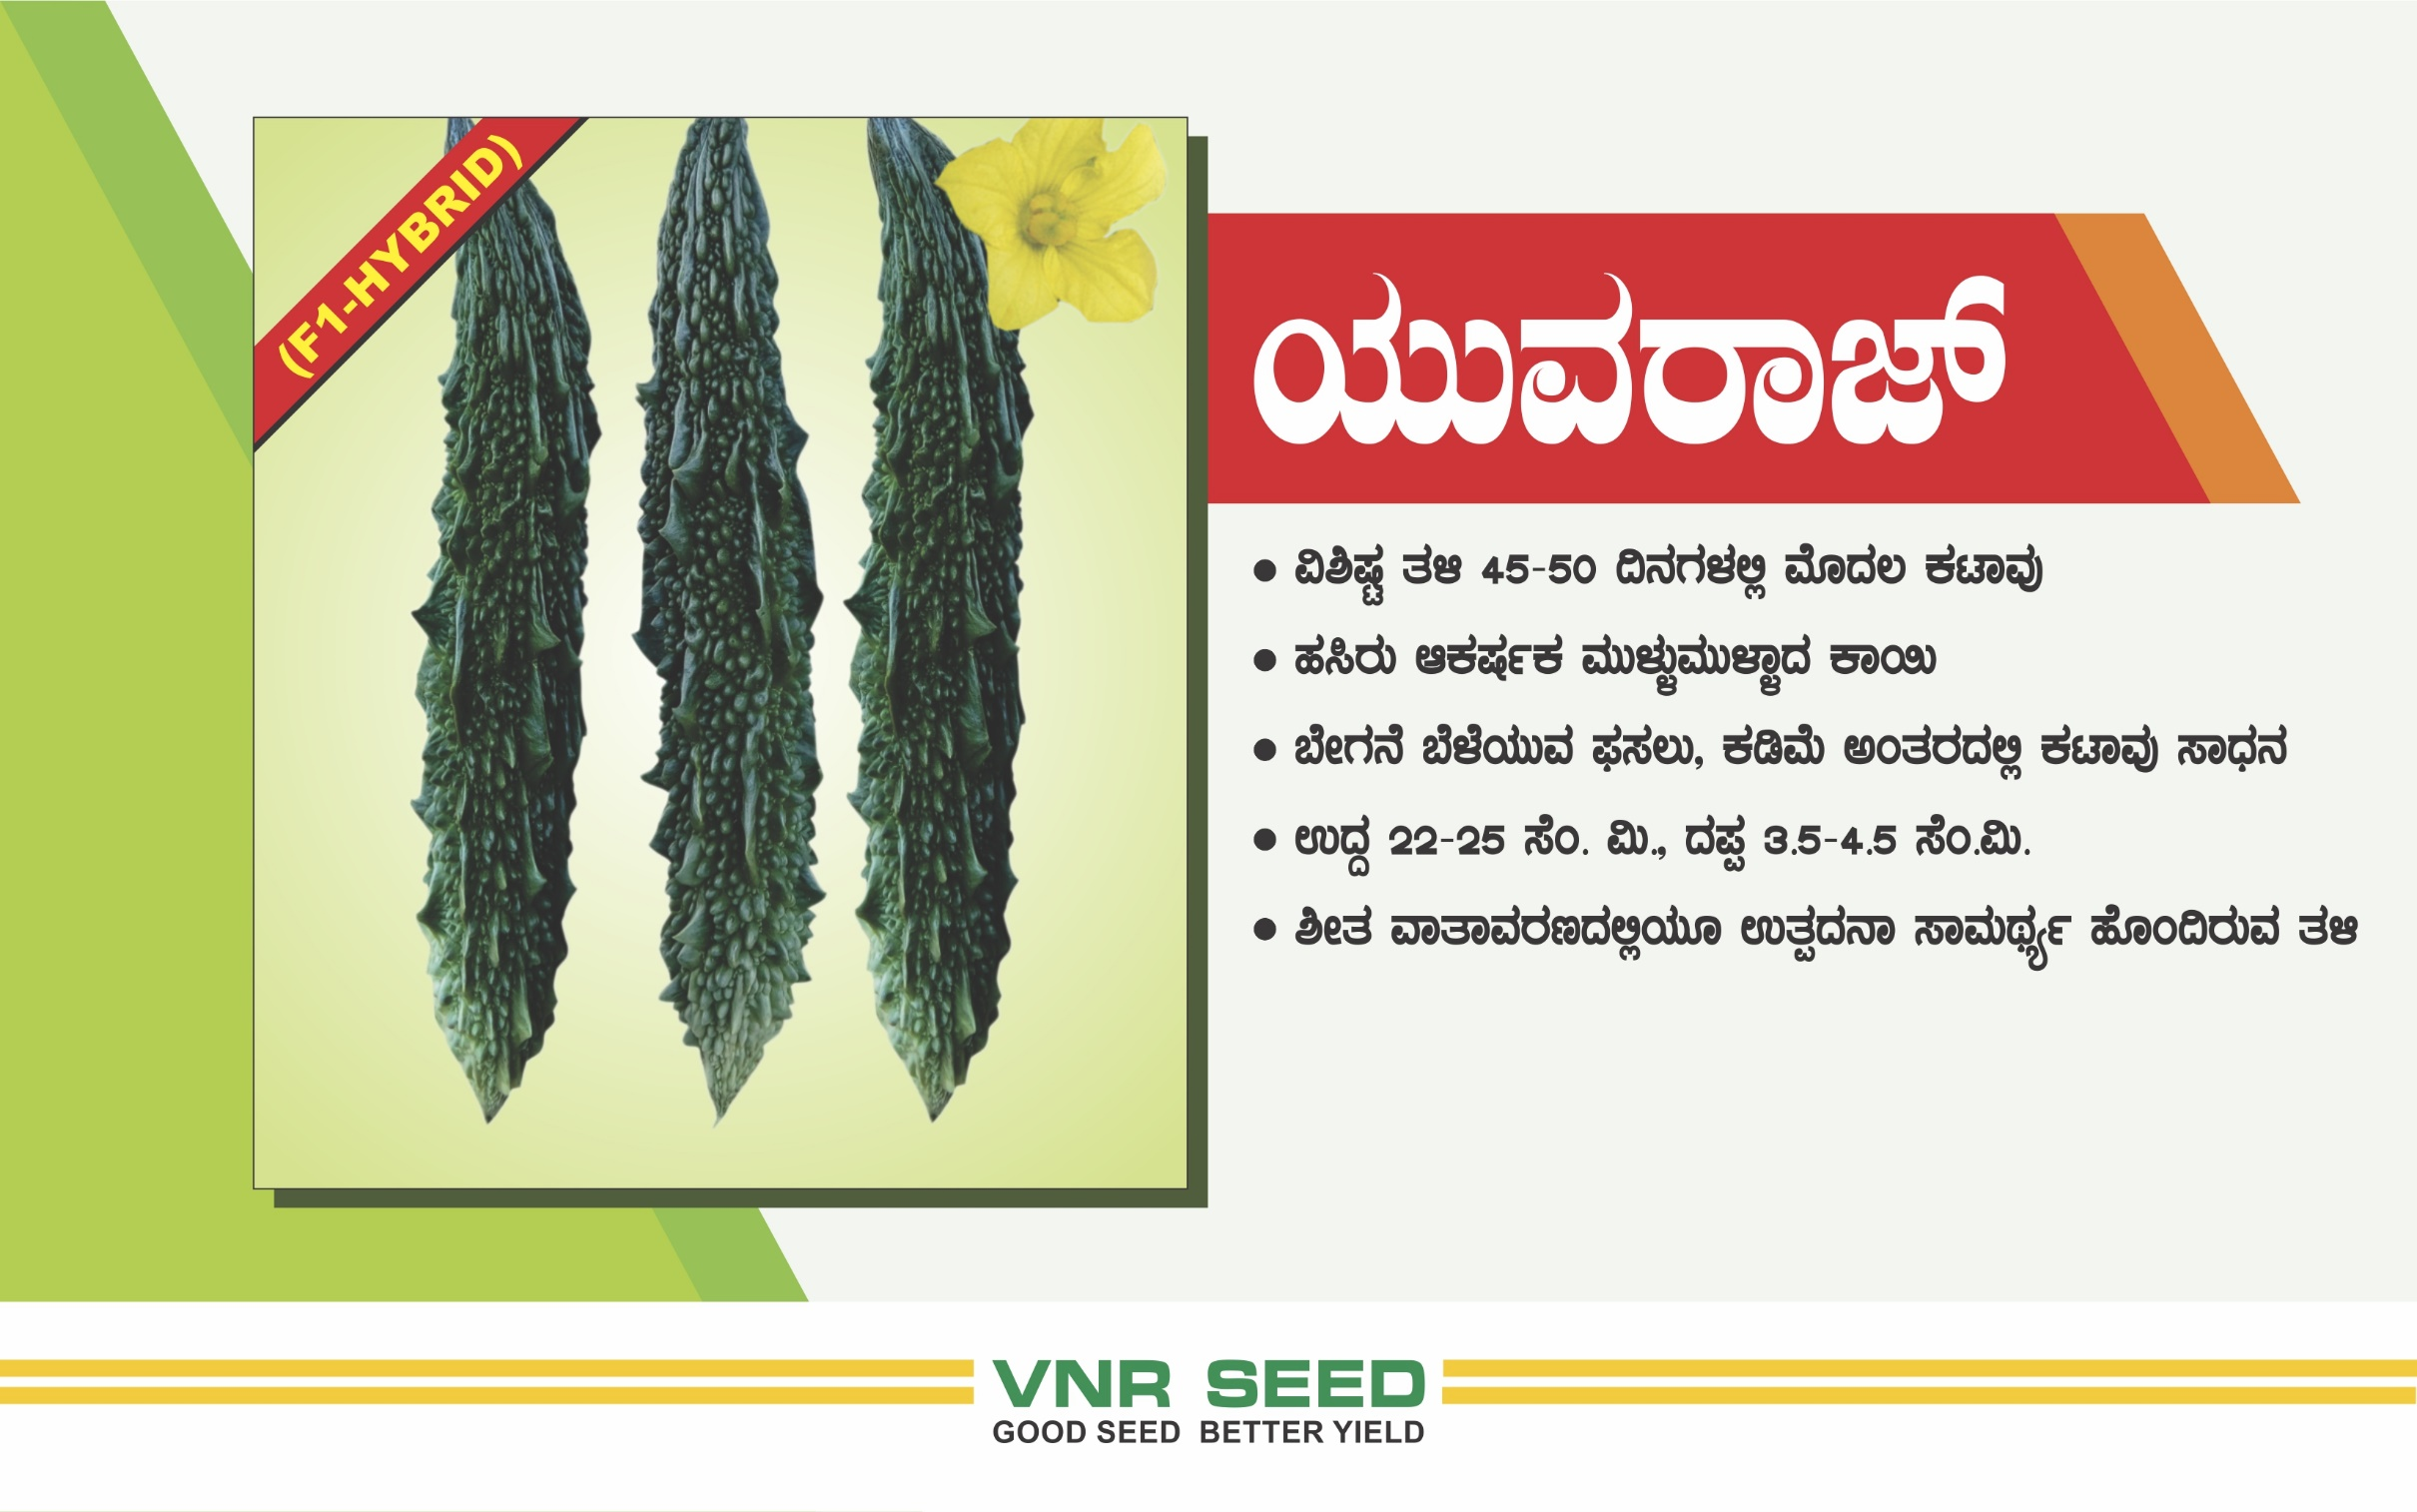 (F1-HYBRID)
ಯುವರಾಜ್
• ವಿಶಿಷ್ಟ ತಳಿ 45-50 ದಿನಗಳಲ್ಲಿ ಮೊದಲ ಕಟಾವು
• ಹಸಿರು ಆಕರ್ಷಕ ಮುಳ್ಳುಮುಳ್ಳಾದ ಕಾಯಿ
• ಬೇಗನೆ ಬೆಳೆಯುವ ಫಸಲು, ಕಡಿಮೆ ಅಂತರದಲ್ಲಿ ಕಟಾವು ಸಾಧನ
• ಉದ್ದ 22-25 ಸೆಂ. ಮಿ., ದಪ್ಪ 3.5-4.5 ಸೆಂ.ಮಿ.
• ಶೀತ ವಾತಾವರಣದಲ್ಲಿಯೂ ಉತ್ಪದನಾ ಸಾಮರ್ಥ್ಯ ಹೊಂದಿರುವ ತಳಿ
VNR SEED
GOOD SEED BETTER YIELD